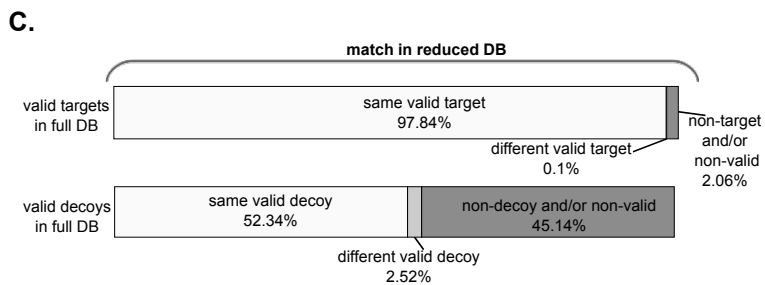 C.
match in reduced DB
valid targets
in full DB
same valid target
97.84%
different valid target
0.1%
non-target
and/or
non-valid
2.06%
valid decoys
in full DB
same valid decoy
52.34%
non-decoy and/or non-valid
45.14%
different valid decoy
2.52%